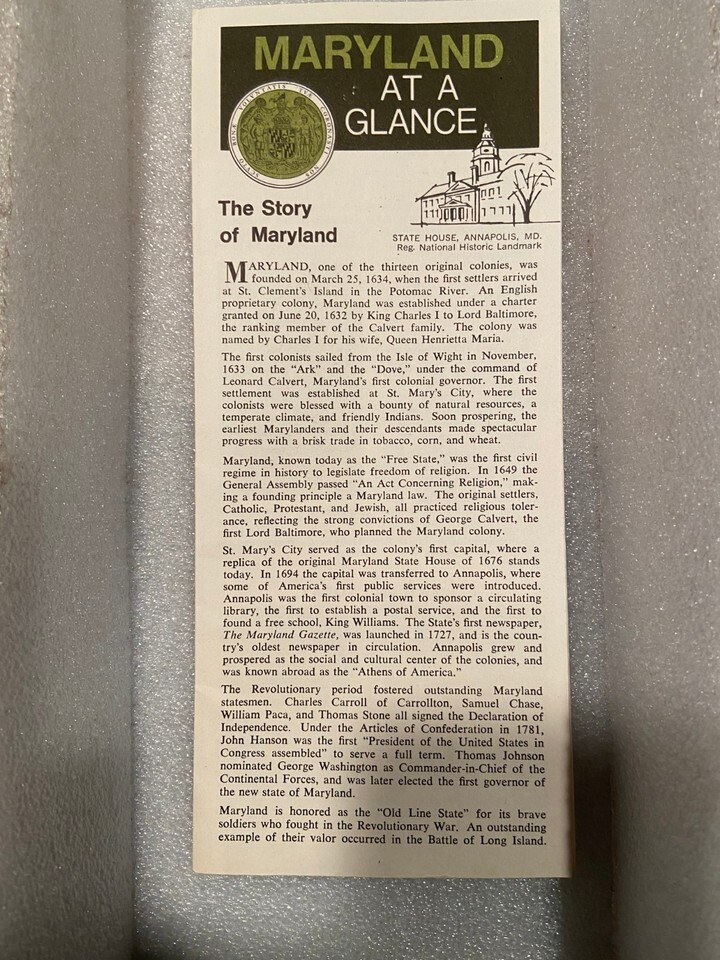 MARYLAND
AT A
GLANCE
SCVTO BONÆ VOLVNTATIS TVÆ CORONASTI NOS
The Story
of Maryland
STATE HOUSE, ANNAPOLIS, MD.
Reg. National Historic Landmark
MARYLAND, one of the thirteen original colonies, was
founded on March 25, 1634, when the first settlers arrived
at St. Clement's Island in the Potomac River. An English
proprietary colony, Maryland was established under a charter
granted on June 20, 1632 by King Charles I to Lord Baltimore,
the ranking member of the Calvert family. The colony was
named by Charles I for his wife, Queen Henrietta Maria.
The first colonists sailed from the Isle of Wight in November,
1633 on the "Ark" and the "Dove," under the command of
Leonard Calvert, Maryland's first colonial governor. The first
settlement was established at St. Mary's City, where the
colonists were blessed with a bounty of natural resources, a
temperate climate, and friendly Indians. Soon prospering, the
earliest Marylanders and their descendants made spectacular
progress with a brisk trade in tobacco, corn, and wheat.
Maryland, known today as the "Free State," was the first civil
regime in history to legislate freedom of religion. In 1649 the
General Assembly passed "An Act Concerning Religion," mak-
ing a founding principle a Maryland law. The original settlers,
Catholic, Protestant, and Jewish, all practiced religious toler-
ance, reflecting the strong convictions of George Calvert, the
first Lord Baltimore, who planned the Maryland colony.
St. Mary's City served as the colony's first capital, where a
replica of the original Maryland State House of 1676 stands
today. In 1694 the capital was transferred to Annapolis, where
some of America's first public services were introduced.
Annapolis was the first colonial town to sponsor a circulating
library, the first to establish a postal service, and the first to
found a free school, King Williams. The State's first newspaper,
The Maryland Gazette, was launched in 1727, and is the coun-
try's oldest newspaper in circulation. Annapolis grew and
prospered as the social and cultural center of the colonies, and
was known abroad as the "Athens of America."
The Revolutionary period fostered outstanding Maryland
statesmen. Charles Carroll of Carrollton, Samuel Chase,
William Paca, and Thomas Stone all signed the Declaration of
Independence. Under the Articles of Confederation in 1781,
John Hanson was the first "President of the United States in
Congress assembled" to serve a full term. Thomas Johnson
nominated George Washington as Commander-in-Chief of the
Continental Forces, and was later elected the first governor of
the new state of Maryland.
Maryland is honored as the "Old Line State" for its brave
soldiers who fought in the Revolutionary War. An outstanding
example of their valor occurred in the Battle of Long Island.